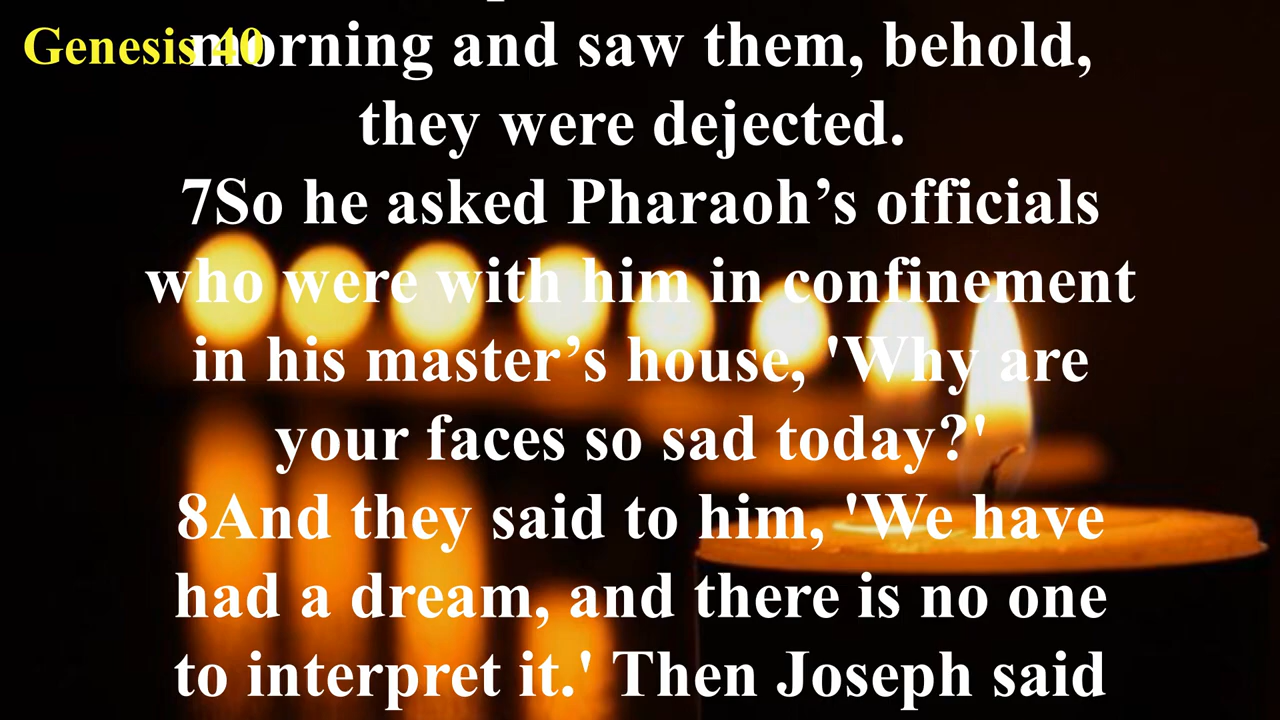 Genesis 40
morning and saw them, behold,
they were dejected.
7So he asked Pharaoh’s officials
who were with him in confinement
in his master’s house, 'Why are
your faces so sad today?'
8And they said to him, 'We have
had a dream, and there is no one
to interpret it.' Then Joseph said